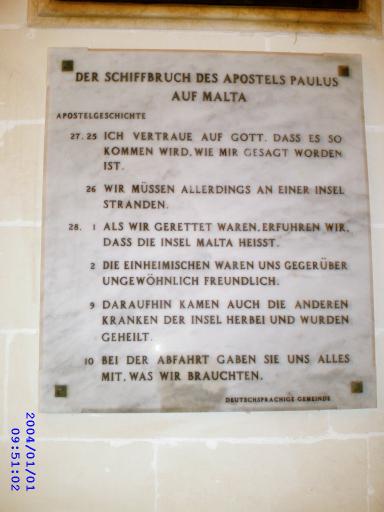 DER SCHIFFBRUCH DES APOSTELS PAULUS
AUF MALTA
APOSTELGESCHICHTE
27. 25 ICH VERTRAUE AUF GOTT, DASS ES SO
KOMMEN WIRD, WIE MIR GESAGT WORDEN
IST.
26 WIR MÜSSEN ALLERDINGS AN EINER INSEL
STRANDEN.
28. 1 ALS WIR GERETTET WAREN, ERFUHREN WIR,
DASS DIE INSEL MALTA HEISST.
2 DIE EINHEIMISCHEN WAREN UNS GEGERÜBER
UNGEWÖHNLICH FREUNDLICH.
9 DARAUFHIN KAMEN AUCH DIE ANDEREN
KRANKEN DER INSEL HERBEI UND WURDEN
GEHEILT.
10 BEI DER ABFAHRT GABEN SIE UNS ALLES
MIT, WAS WIR BRAUCHTEN.
DEUTSCHSPRACHIGE GEMEINDE
2004/01/01
09:51:02